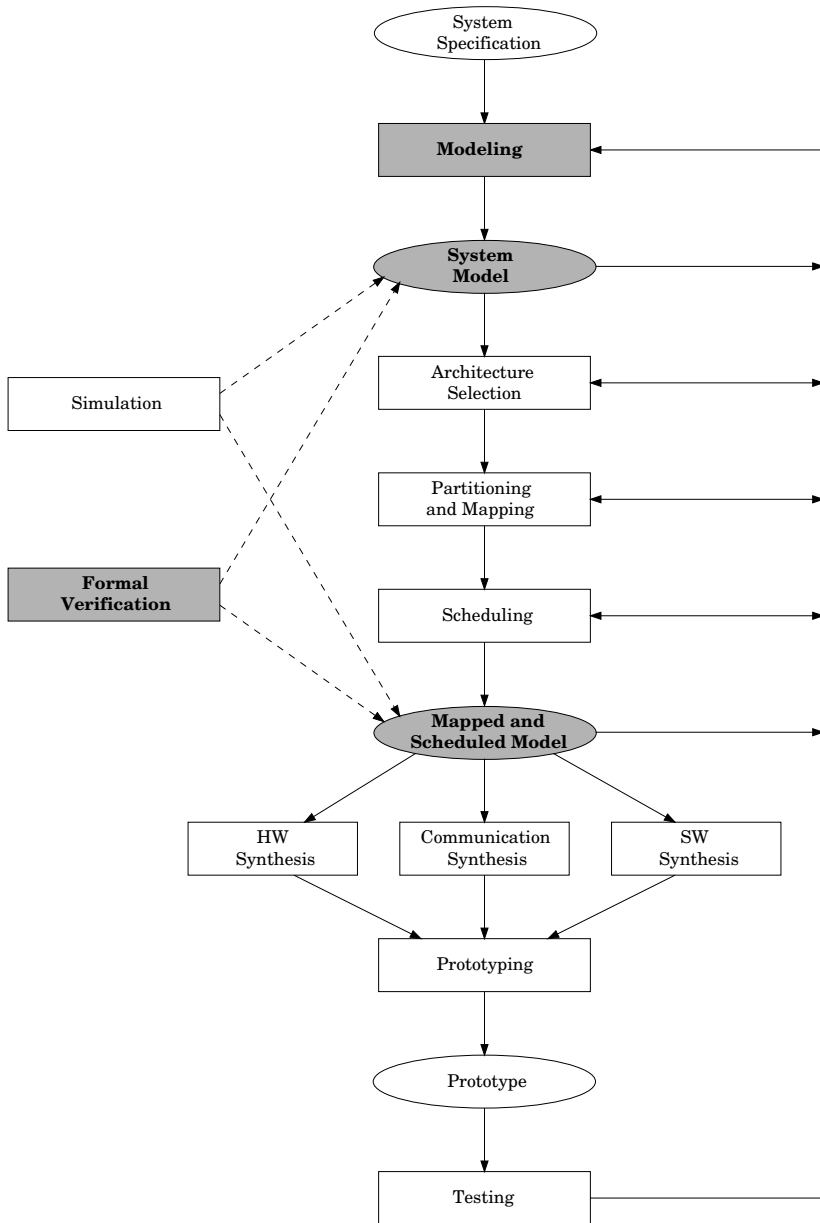 System
Specification
Modeling
System
Model
Architecture
Selection
Simulation
Partitioning
and Mapping
Formal
Verification
Scheduling
Mapped and
Scheduled Model
HW
Synthesis
Communication
Synthesis
SW
Synthesis
Prototyping
Prototype
Testing